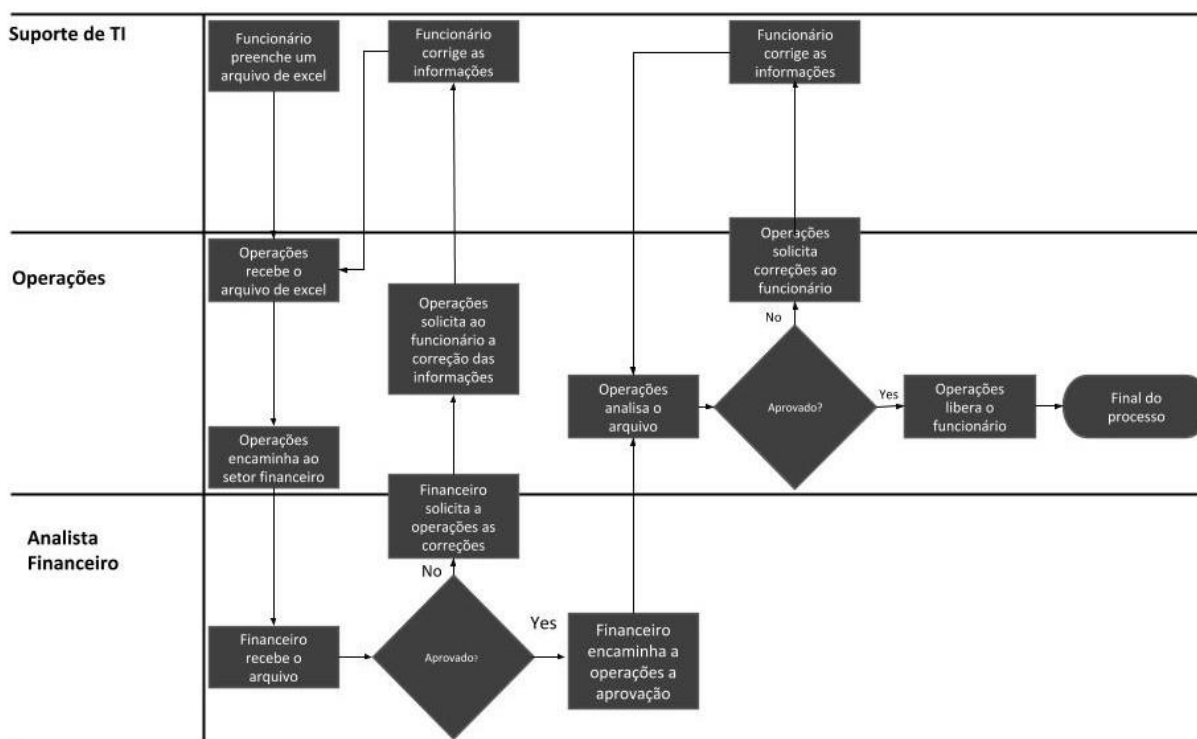 Suporte de TI
Funcionário
preenche um
arquivo de excel
Funcionário
corrige as
informações
Funcionário
corrige as
informações
Operações
Operações
recebe o
arquivo de excel
Operações
solicita ao
funcionário a
correção das
informações
Operações
solicita
correções ao
funcionário
No
Operações
analisa o
arquivo
Aprovado?
Yes
Operações
libera o
funcionário
Final do
processo
Operações
encaminha ao
setor financeiro
Analista
Financeiro
Financeiro
solicita a
operações as
correções
No
Financeiro
recebe o
arquivo
Aprovado?
Yes
Financeiro
encaminha a
operações a
aprovação